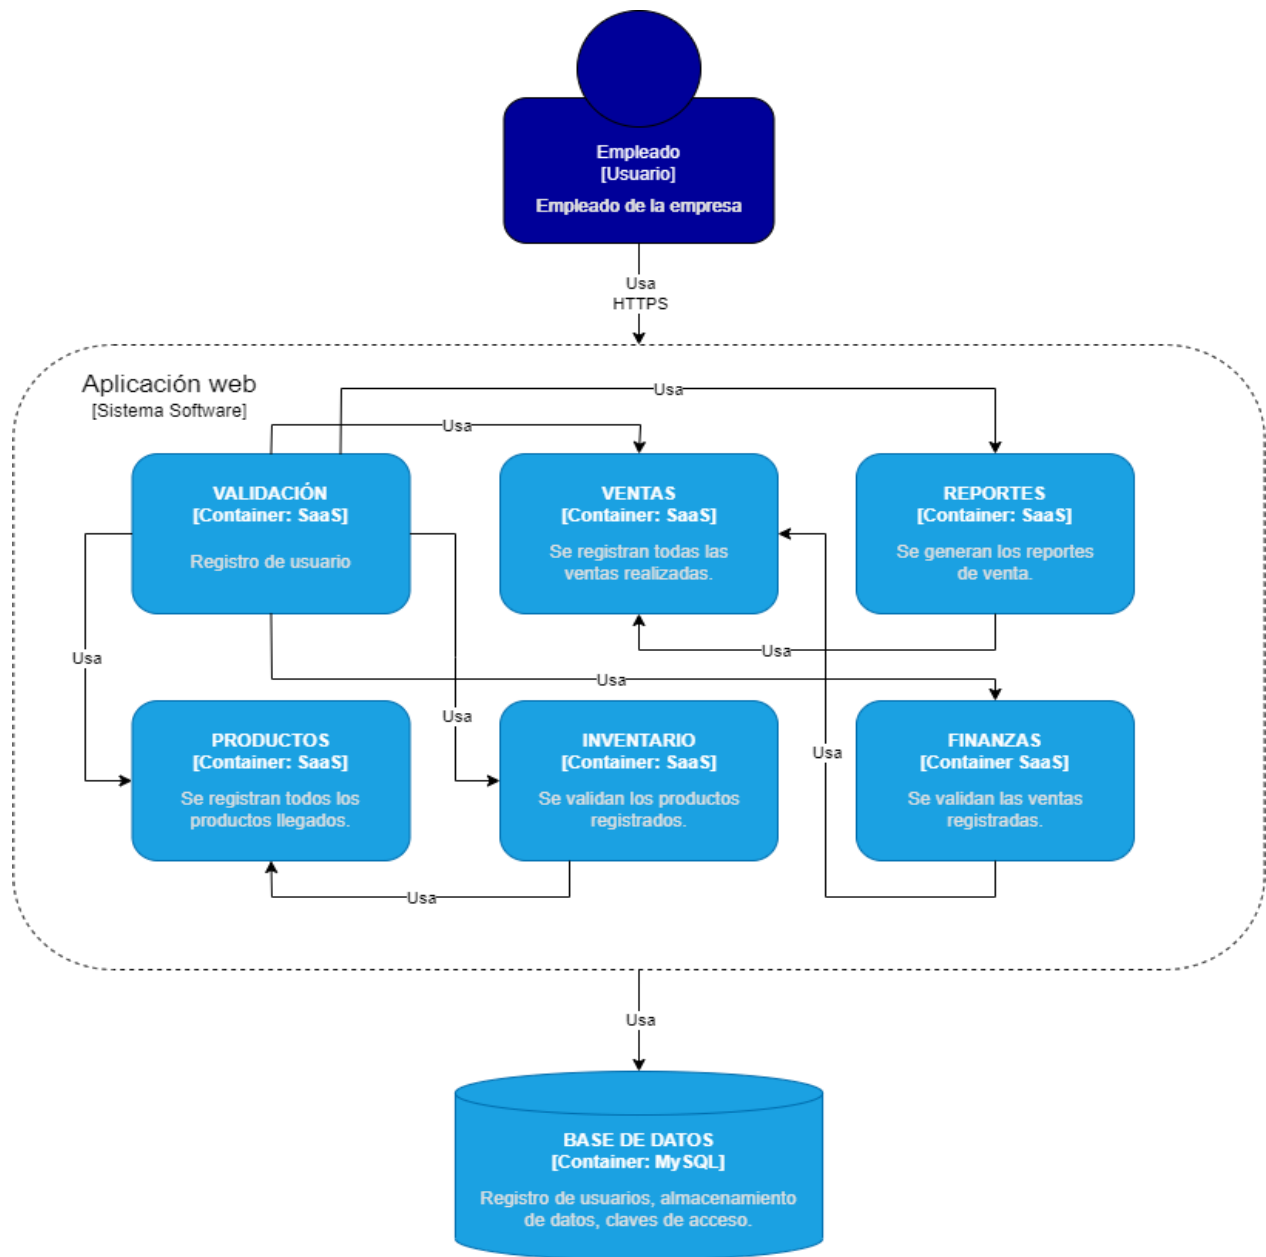 Empleado
[Usuario]
Empleado de la empresa
Usa
HTTPS
Aplicación web
[Sistema Software]
Usa
Usa
VALIDACIÓN
[Container: SaaS]
Registro de usuario
VENTAS
[Container: SaaS]
Se registran todas las
ventas realizadas.
REPORTES
[Container: SaaS]
Se generan los reportes
de venta.
Usa
Usa
Usa
Usa
Usa
PRODUCTOS
[Container: SaaS]
Se registran todos los
productos llegados.
INVENTARIO
[Container: SaaS]
Se validan los productos
registrados.
FINANZAS
[Container SaaS]
Se validan las ventas
registradas.
Usa
Usa
BASE DE DATOS
[Container: MySQL]
Registro de usuarios, almacenamiento
de datos, claves de acceso.